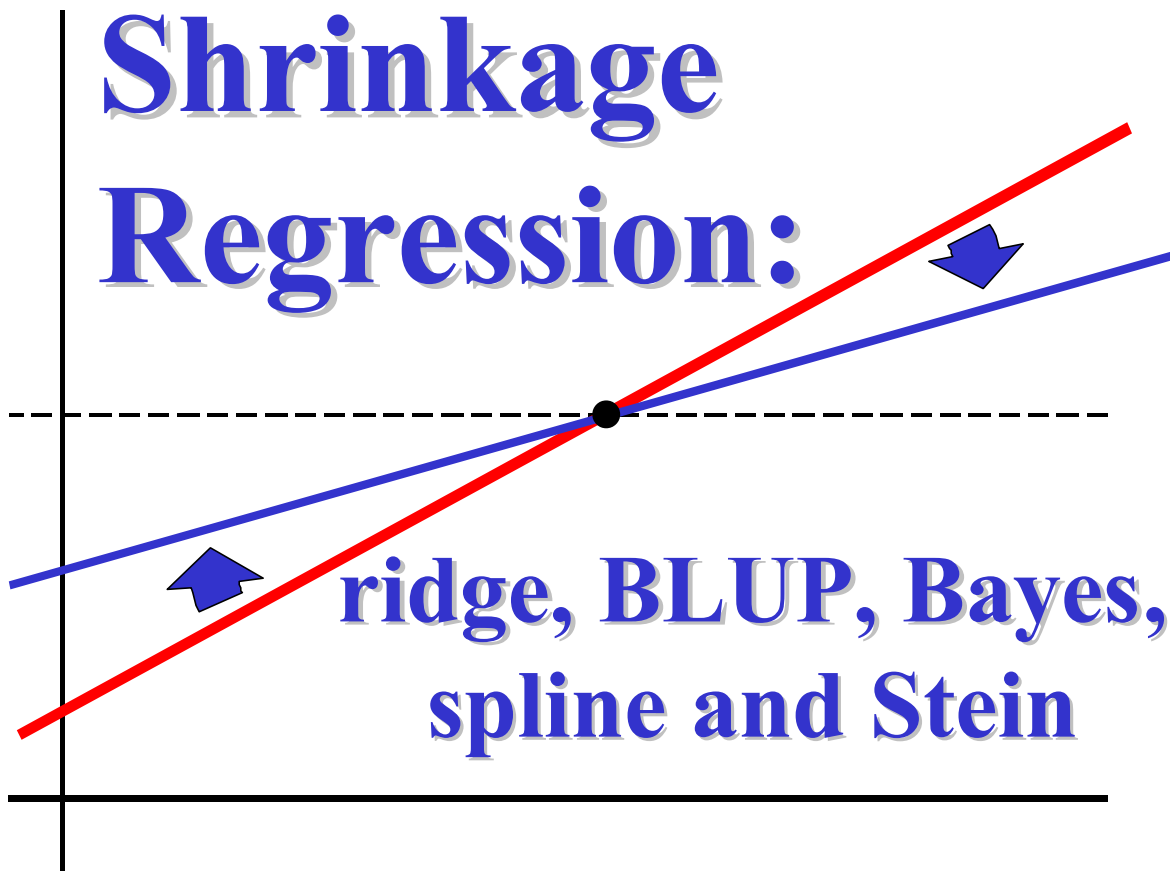 Shrinkage
Regression:
ridge, BLUP, Bayes,
spline and Stein